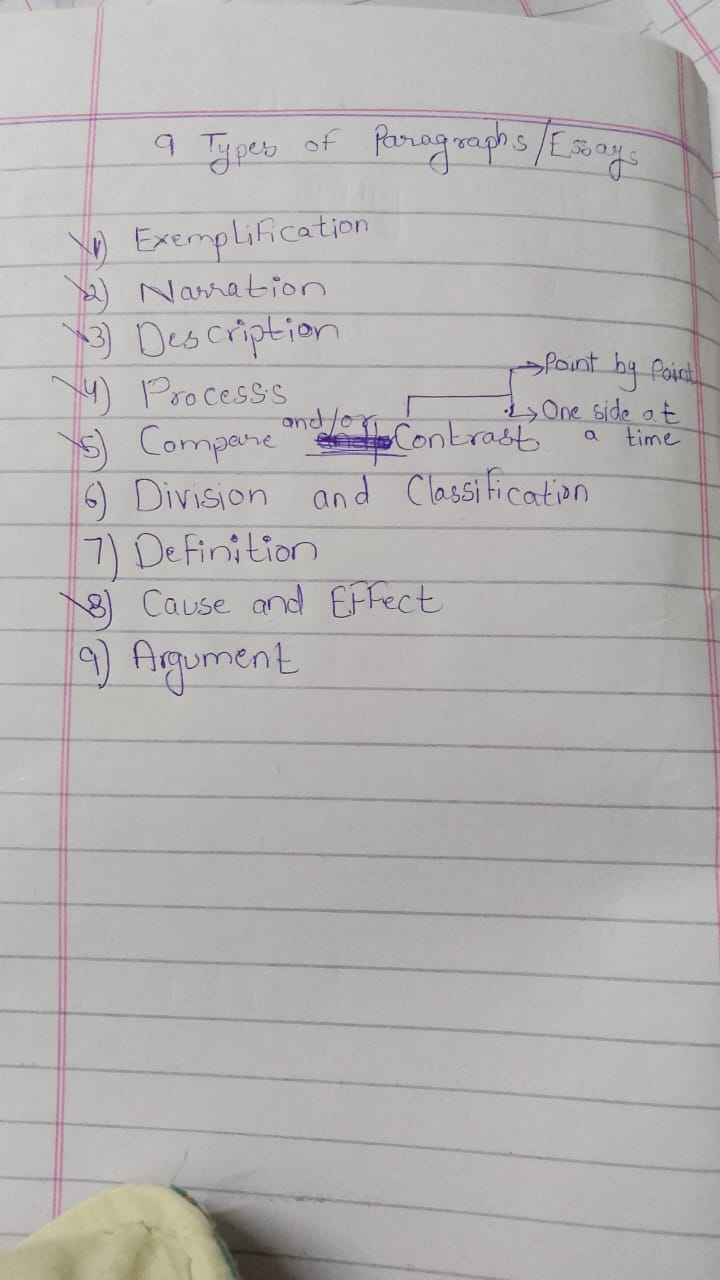 9 Types of Paragraphs/Essays
1) Exemplification
2) Narration
3) Description
4) Processs
→Point by Point
→One side at a time
5) Compare and/or Contrast
6) Division and Classification
7) Definition
8) Cause and Effect
9) Argument